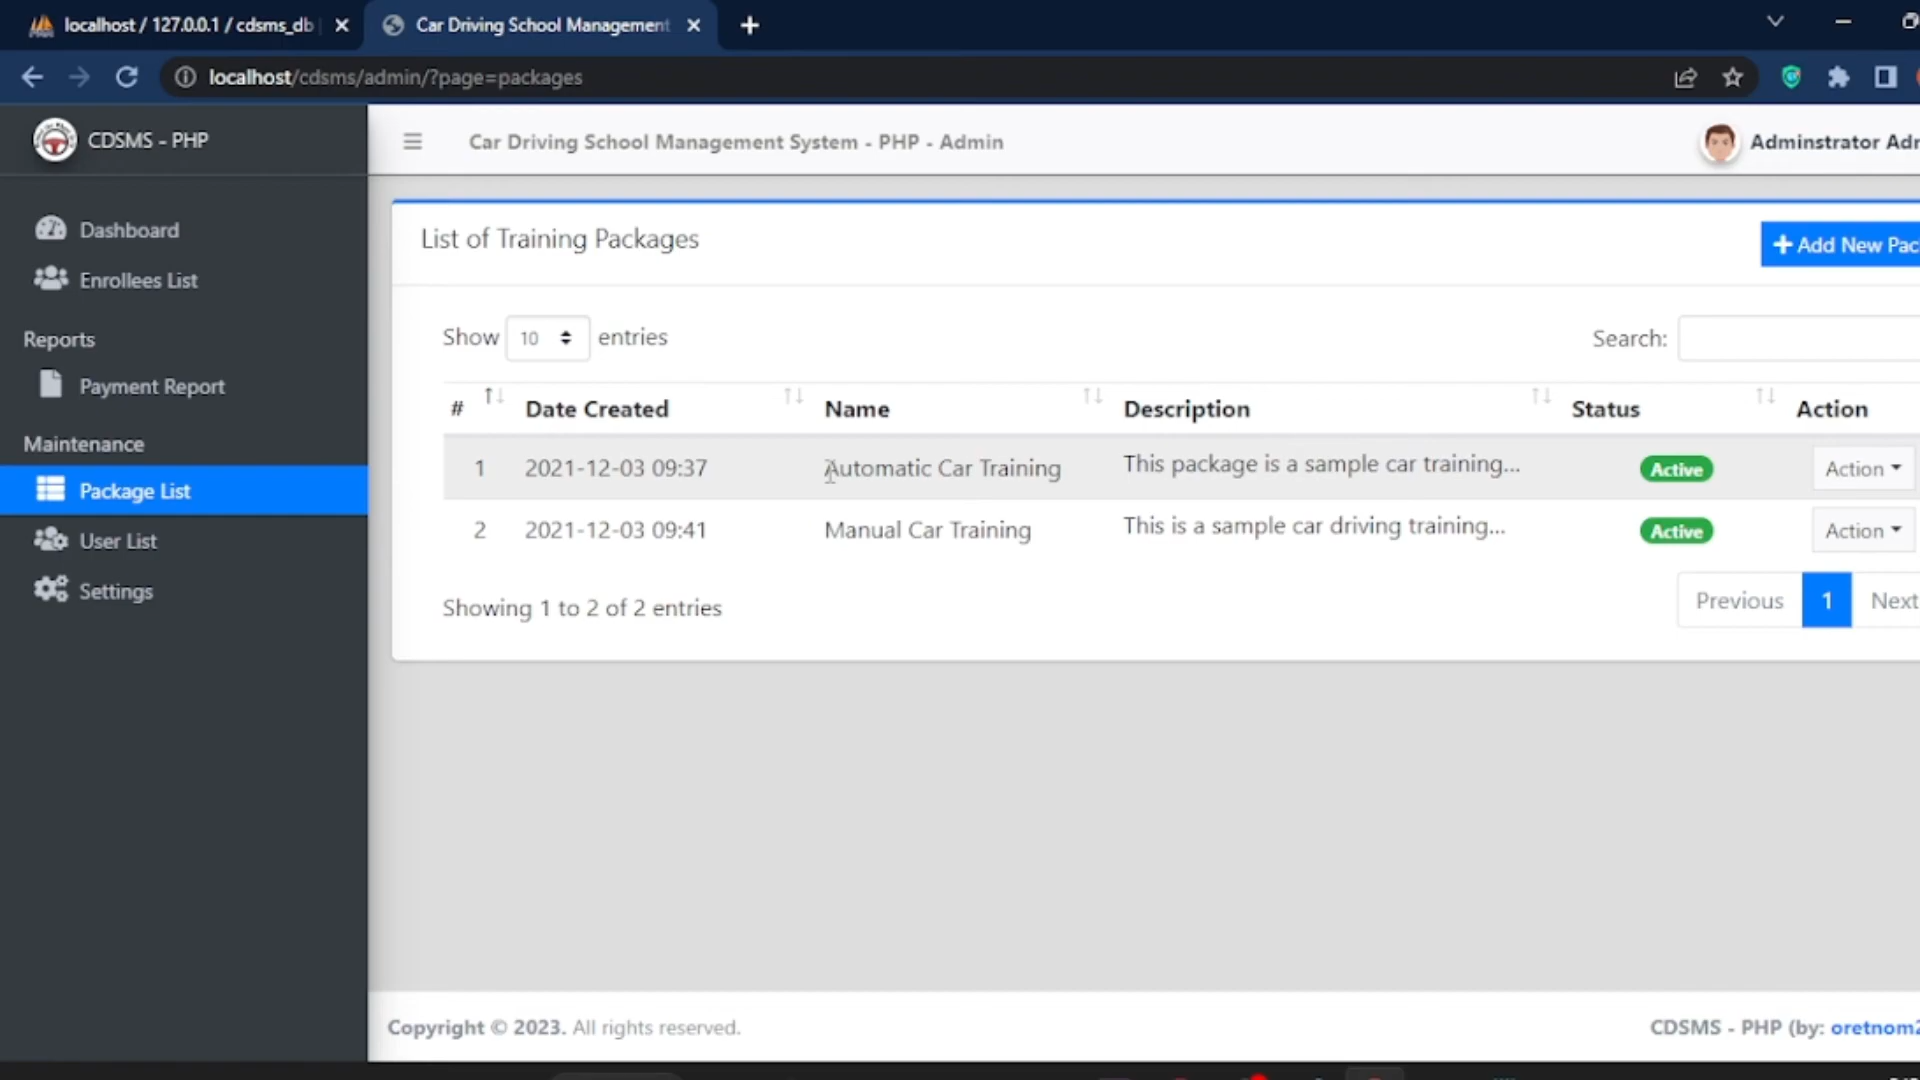 localhost / 127.0.0.1 / cdsms_db
Car Driving School Management
localhost/cdsms/admin/?page=packages
CDSMS - PHP
Car Driving School Management System - PHP - Admin
Adminstrator
Dashboard
Enrollees List
Reports
Payment Report
Maintenance
Package List
User List
Settings
List of Training Packages
Add New
Show 10 entries
Search:
# Date Created Name Description Status Action
1 2021-12-03 09:37 Automatic Car Training This package is a sample car training... Active Action
2 2021-12-03 09:41 Manual Car Training This is a sample car driving training... Active Action
Showing 1 to 2 of 2 entries
Previous 1 Next
Copyright © 2023. All rights reserved.
CDSMS - PHP (by: oretnom2